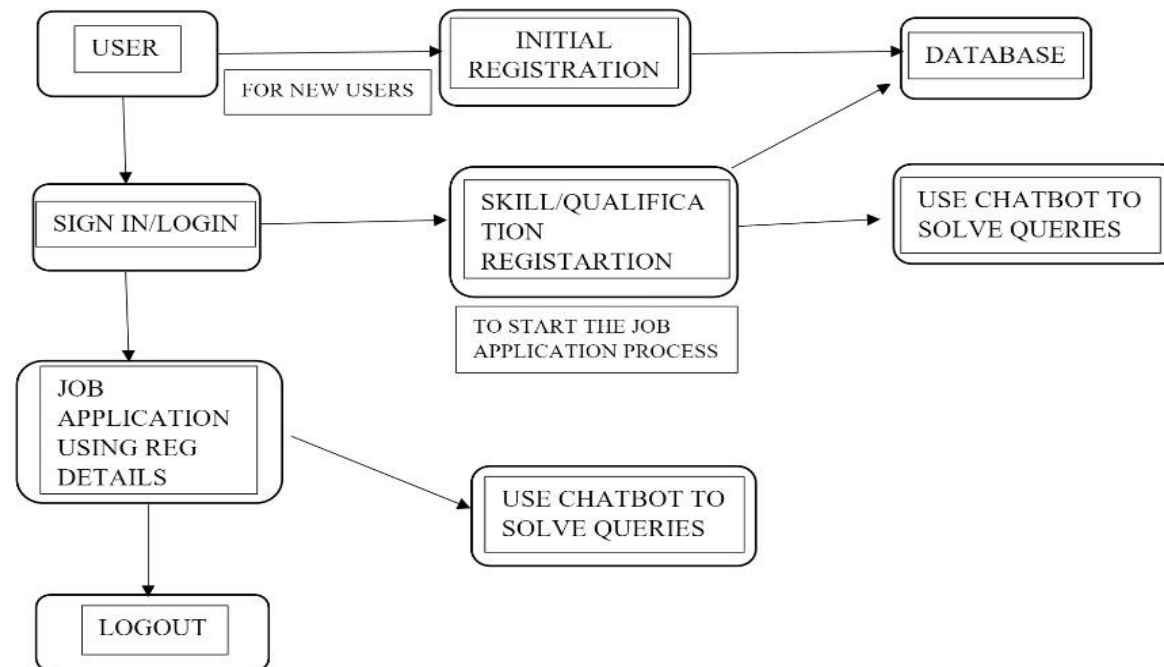 USER
INITIAL
REGISTRATION
DATABASE
FOR NEW USERS
SIGN IN/LOGIN
SKILL/QUALIFICA
TION
REGISTARTION
USE CHATBOT TO
SOLVE QUERIES
TO START THE JOB
APPLICATION PROCESS
JOB
APPLICATION
USING REG
DETAILS
USE CHATBOT TO
SOLVE QUERIES
LOGOUT